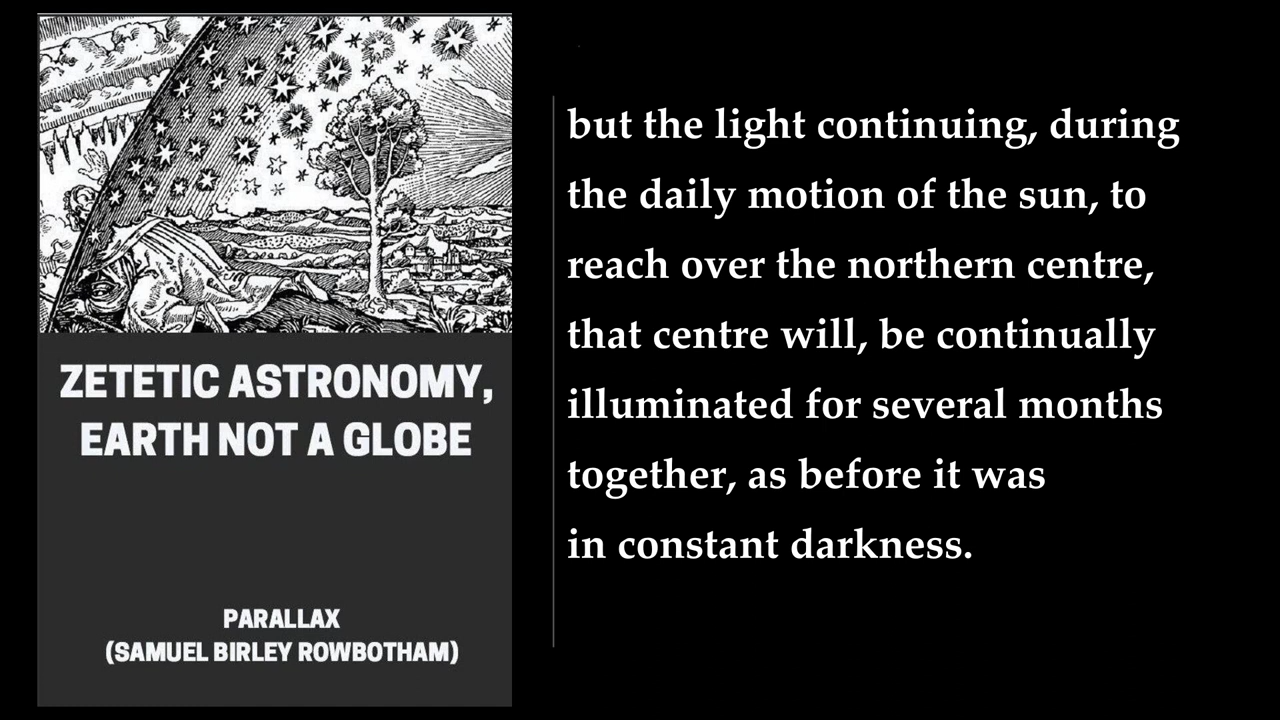 ZETETIC ASTRONOMY,
EARTH NOT A GLOBE
PARALLAX
(SAMUEL BIRLEY ROWBOTHAM)
but the light continuing, during
the daily motion of the sun, to
reach over the northern centre,
that centre will, be continually
illuminated for several months
together, as before it was
in constant darkness.